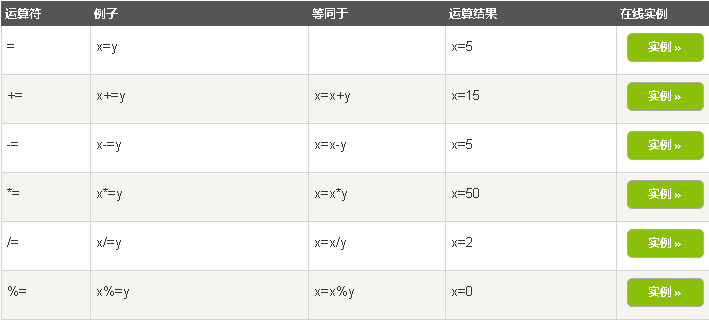 运算符 例子 等同于 运算结果 在线实例
= x=y x=5 实例 »
+= x+=y x=x+y x=15 实例 »
-= x-=y x=x-y x=5 实例 »
*= x*=y x=x*y x=50 实例 »
/= x/=y x=x/y x=2 实例 »
%= x%=y x=x%y x=0 实例 »